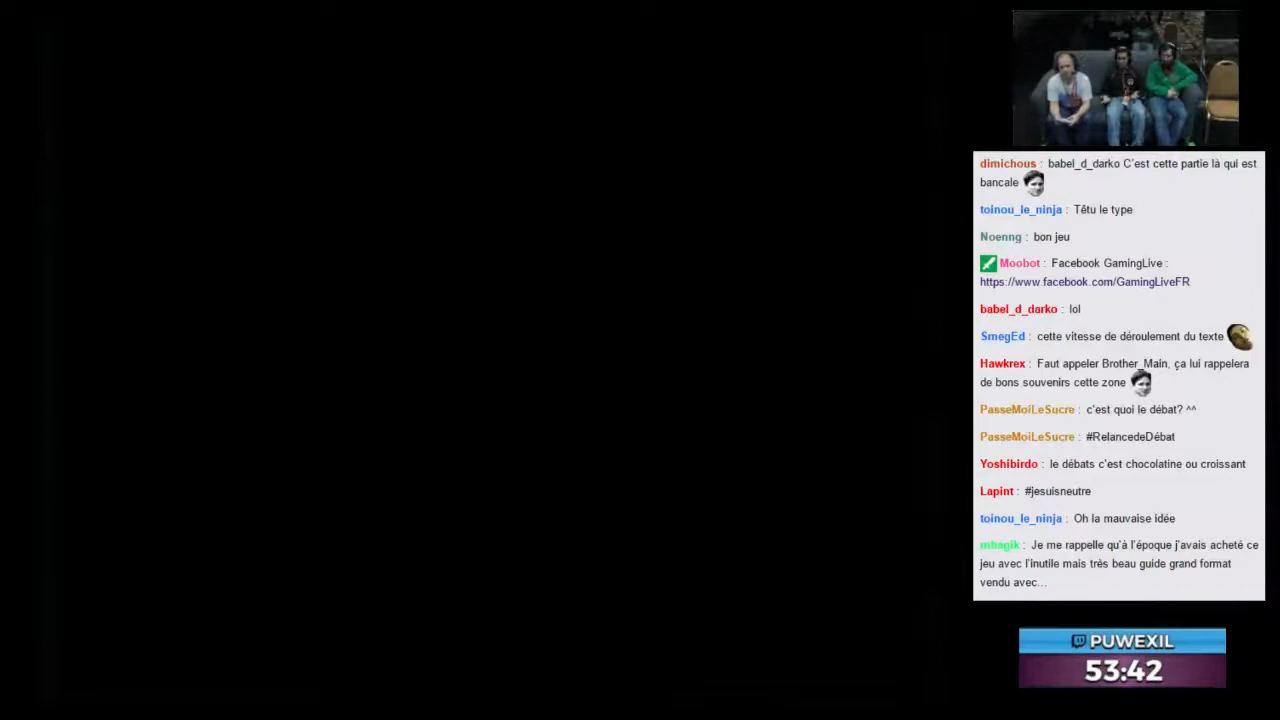 dimichous : babel_d_darko C'est cette partie là qui est
bancale
toinou_le_ninja : Têtu le type
Noenng : bon jeu
Moobot : Facebook GamingLive :
https://www.facebook.com/GamingLiveFR
babel_d_darko : lol
SmegEd : cette vitesse de déroulement du texte
Hawkrex : Faut appeler Brother_Main, ça lui rappelera
de bons souvenirs cette zone
PasseMoiLeSucre : c'est quoi le débat? ^^
PasseMoiLeSucre : #RelancedeDébat
Yoshibirdo : le débats c'est chocolatine ou croissant
Lapint : #jesuisneutre
toinou_le_ninja : Oh la mauvaise idée
mhagik : Je me rappelle qu'à l'époque j'avais acheté ce
jeu avec l'inutile mais très beau guide grand format
vendu avec...
PUWEXIL
53:42